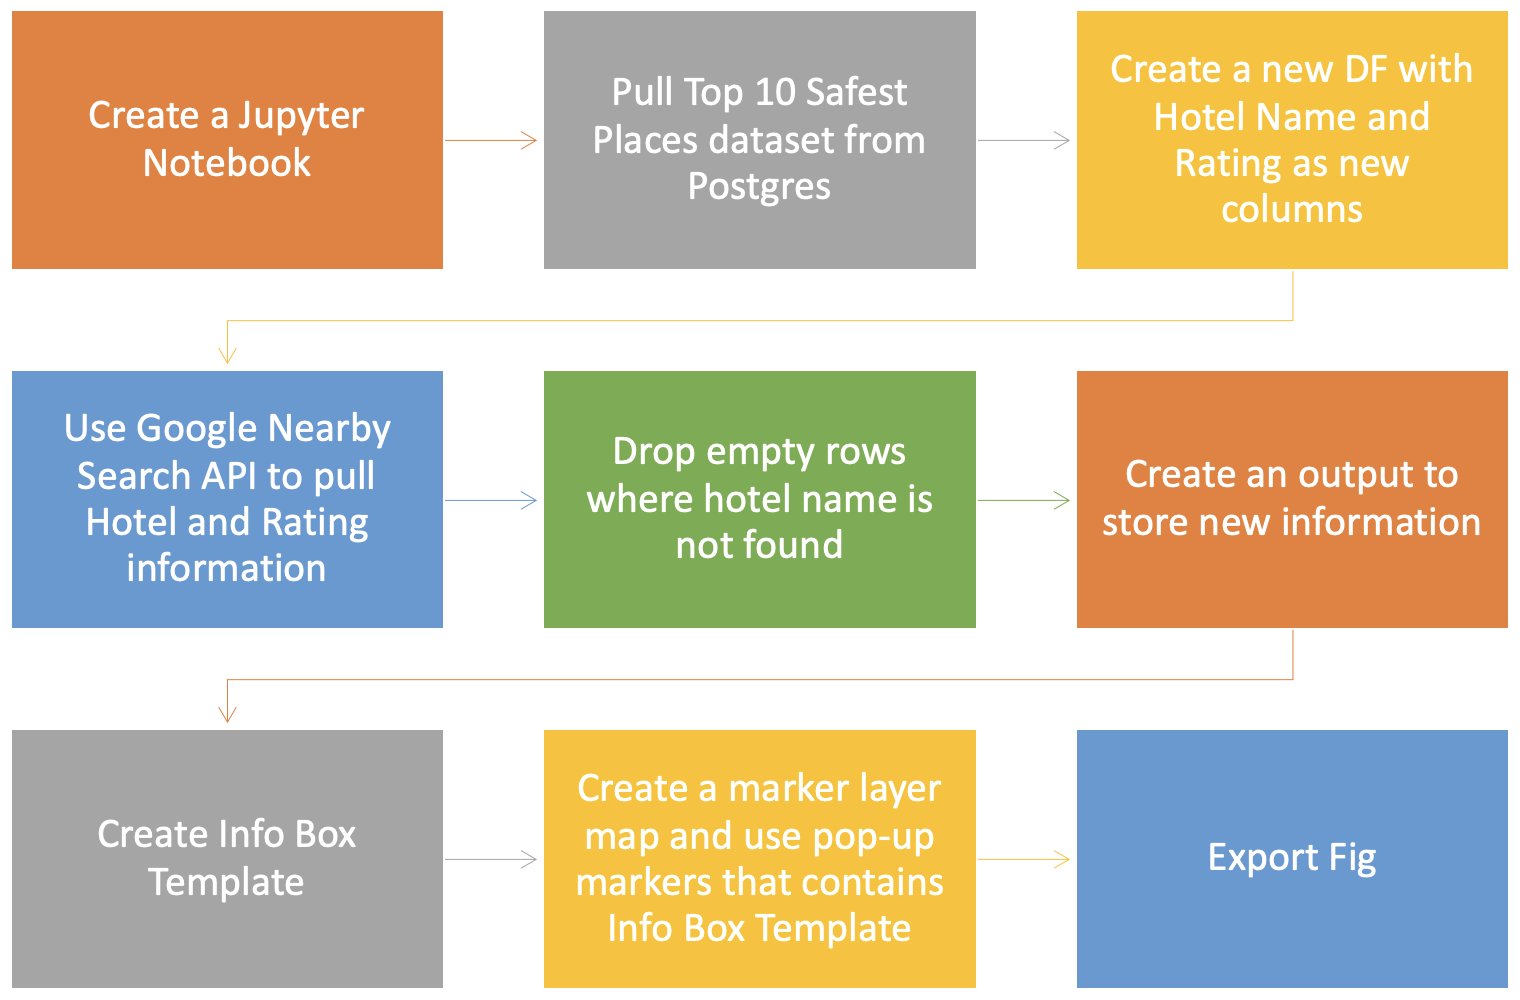 Create a Jupyter
Notebook
Pull Top 10 Safest
Places dataset from
Postgres
Create a new DF with
Hotel Name and
Rating as new
columns
Use Google Nearby
Search API to pull
Hotel and Rating
information
Drop empty rows
where hotel name is
not found
Create an output to
store new information
Create Info Box
Template
Create a marker layer
map and use pop-up
markers that contains
Info Box Template
Export Fig